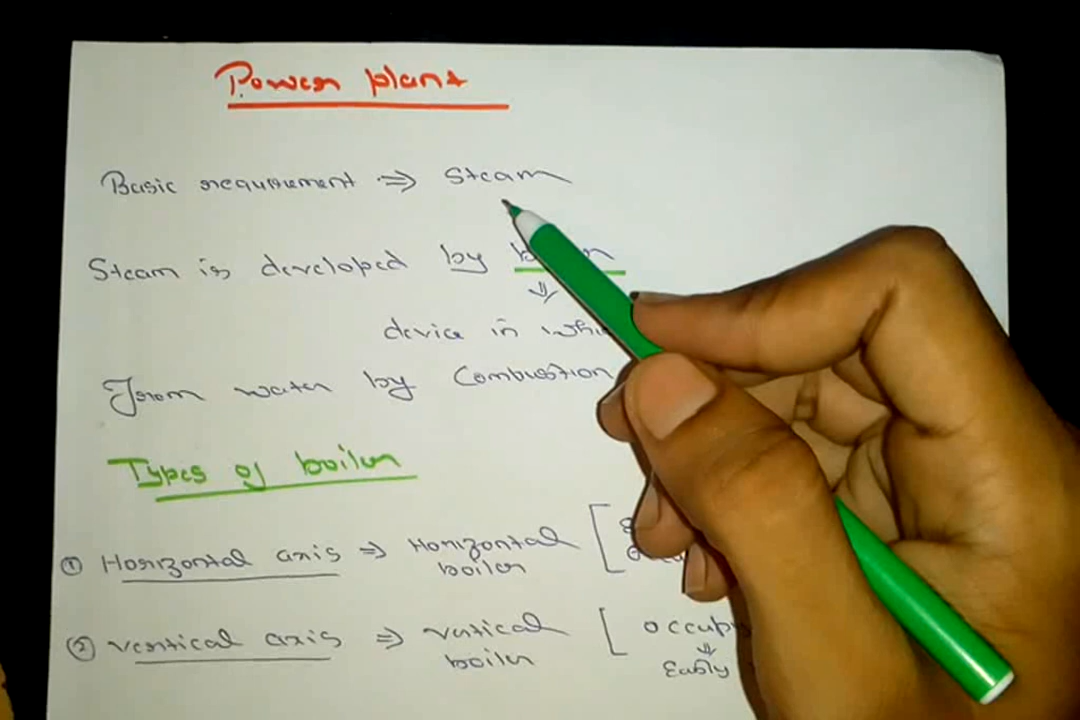 Power plant
Basic requirement ⇒ Steam
Steam is developed by
⇓
device in
From water by Combustion
Types of boiler
① Horizontal axis ⇒ Horizontal [
boiler
② vertical axis ⇒ vertical [
boiler
⇓
Easily